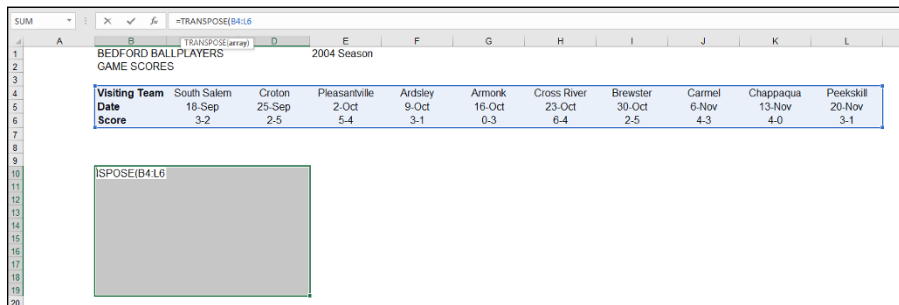 SUM =TRANSPOSE(B4:L6
TRANSPOSE(array)
A B C D E F G H I J K L
1 BEDFORD BALLPLAYERS 2004 Season
2 GAME SCORES
3
4 Visiting Team South Salem Croton Pleasantville Ardsley Armonk Cross River Brewster Carmel Chappaqua Peekskill
5 Date 18-Sep 25-Sep 2-Oct 9-Oct 16-Oct 23-Oct 30-Oct 6-Nov 13-Nov 20-Nov
6 Score 3-2 2-5 5-4 3-1 0-3 6-4 2-5 4-3 4-0 3-1
7
8
9
10 ISPOSE(B4:L6
11
12
13
14
15
16
17
18
19
20